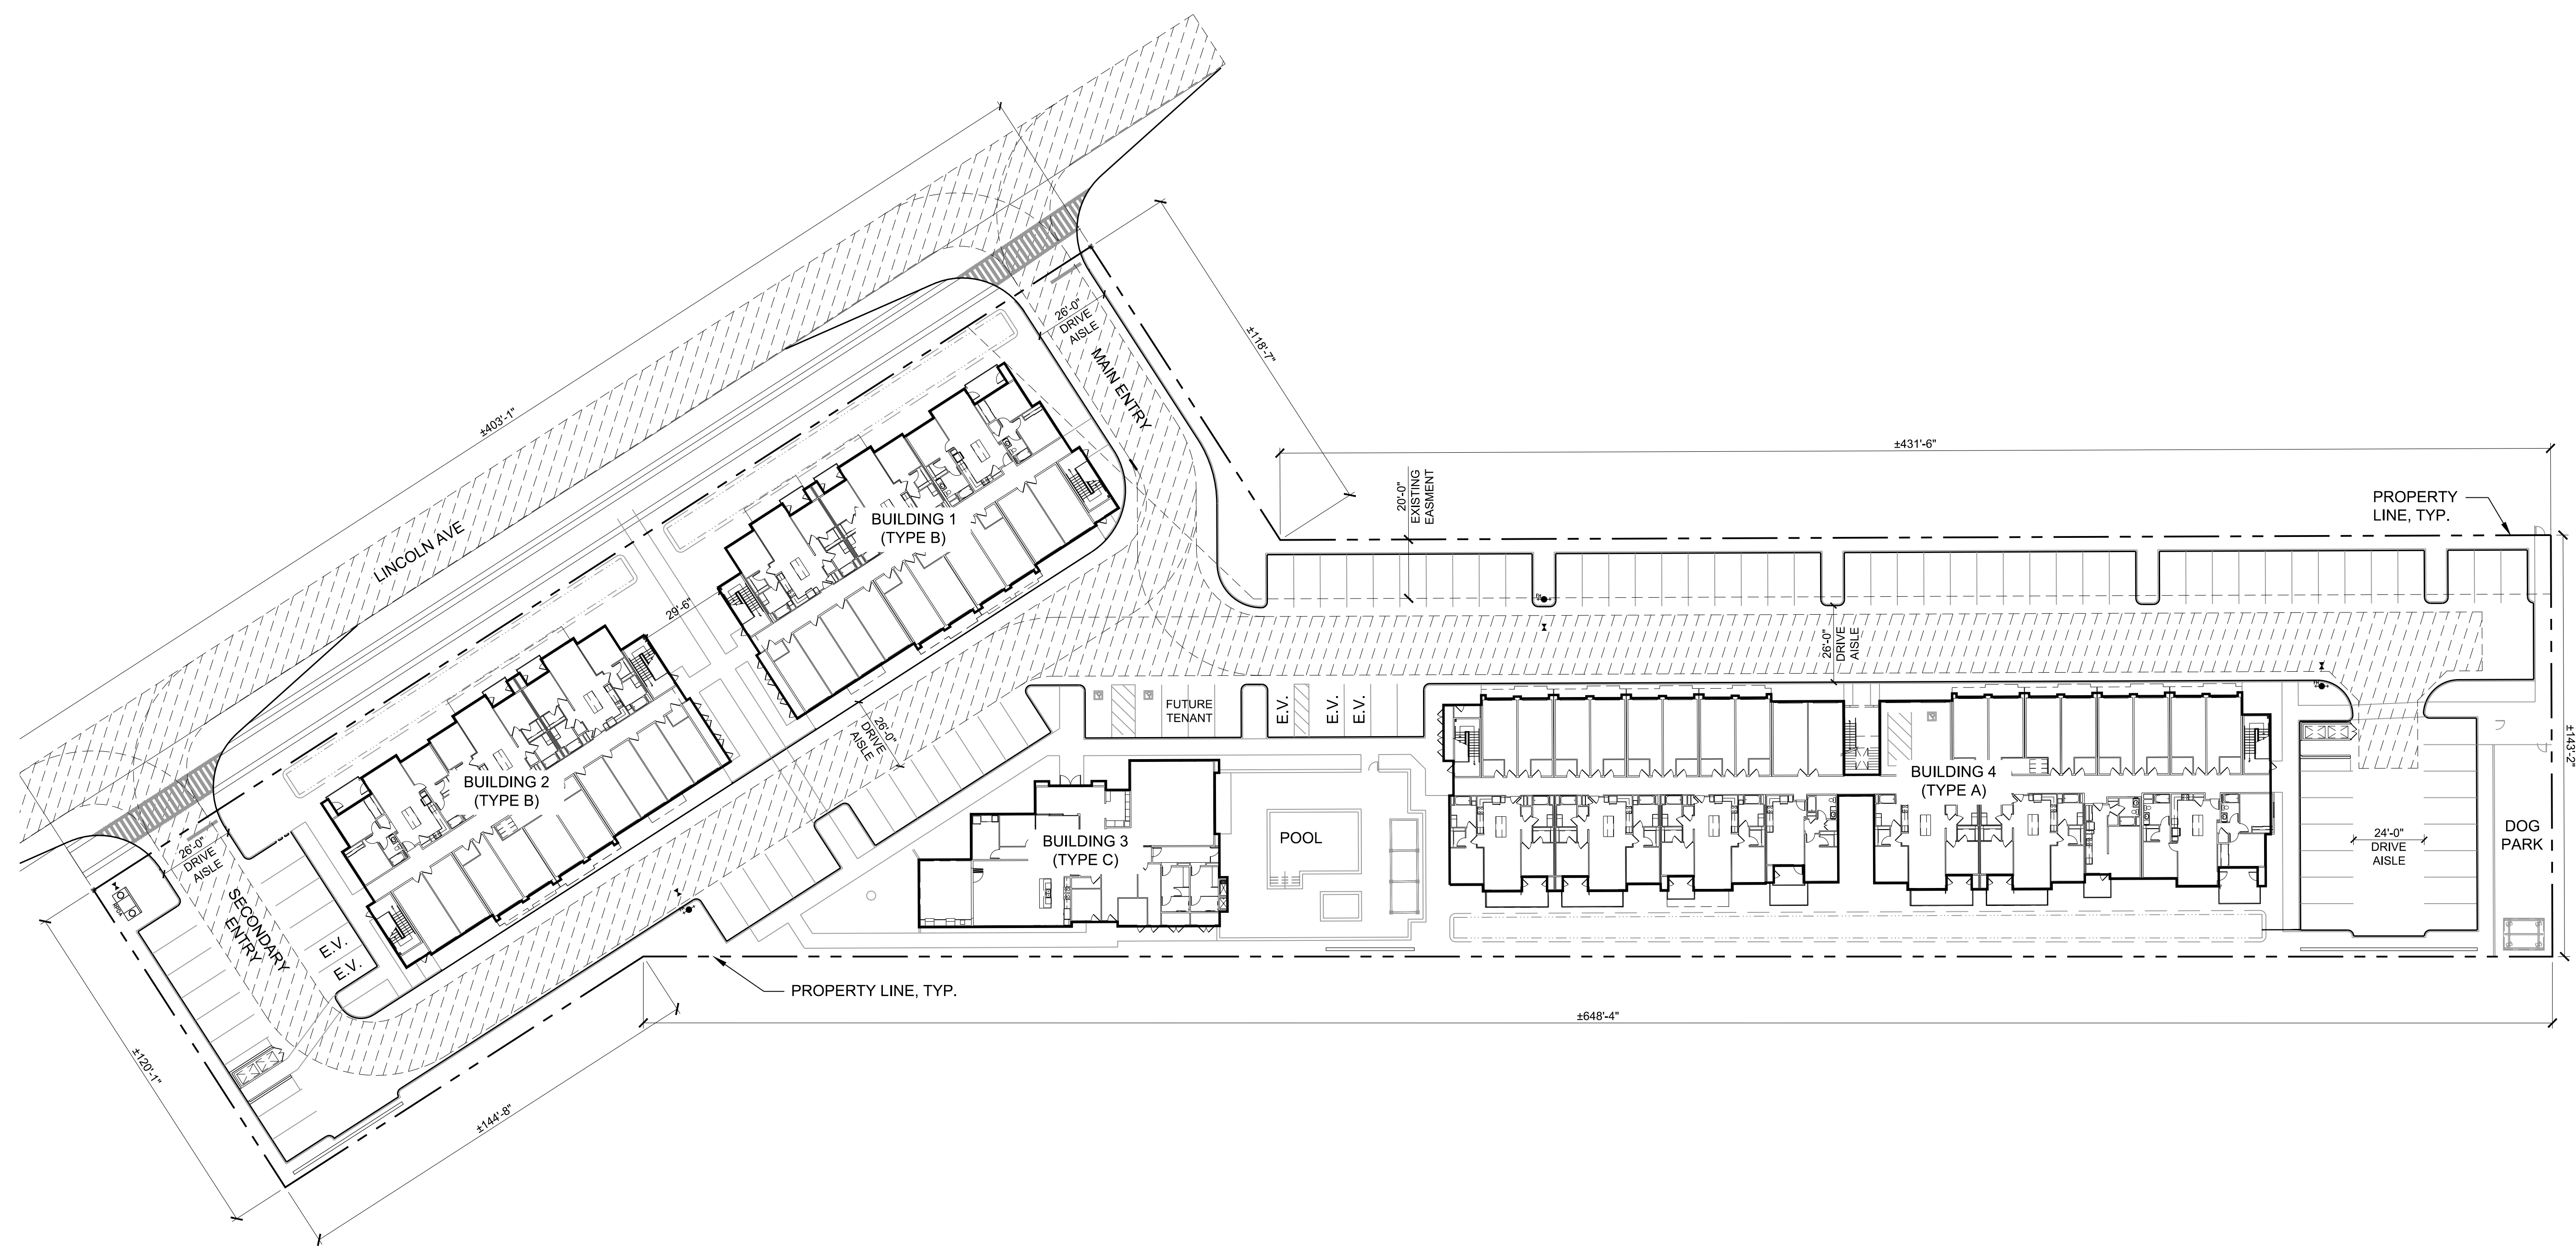 ±403'-1"
LINCOLN AVE
26'-0"
DRIVE
AISLE
MAIN ENTRY
±118'-7"
±431'-6"
20'-0"
EXISTING
EASMENT
PROPERTY
LINE, TYP.
BUILDING 1
(TYPE B)
29'-6"
26'-0"
DRIVE
AISLE
BUILDING 2
(TYPE B)
26'-0"
DRIVE
AISLE
FUTURE
TENANT
E.V.
E.V.
E.V.
26'-0"
DRIVE
AISLE
BUILDING 3
(TYPE C)
POOL
BUILDING 4
(TYPE A)
24'-0"
DRIVE
AISLE
DOG
PARK
±143'-2"
26'-0"
DRIVE
AISLE
SECONDARY
ENTRY
E.V.
E.V.
PROPERTY LINE, TYP.
±648'-4"
±120'-1"
±144'-8"